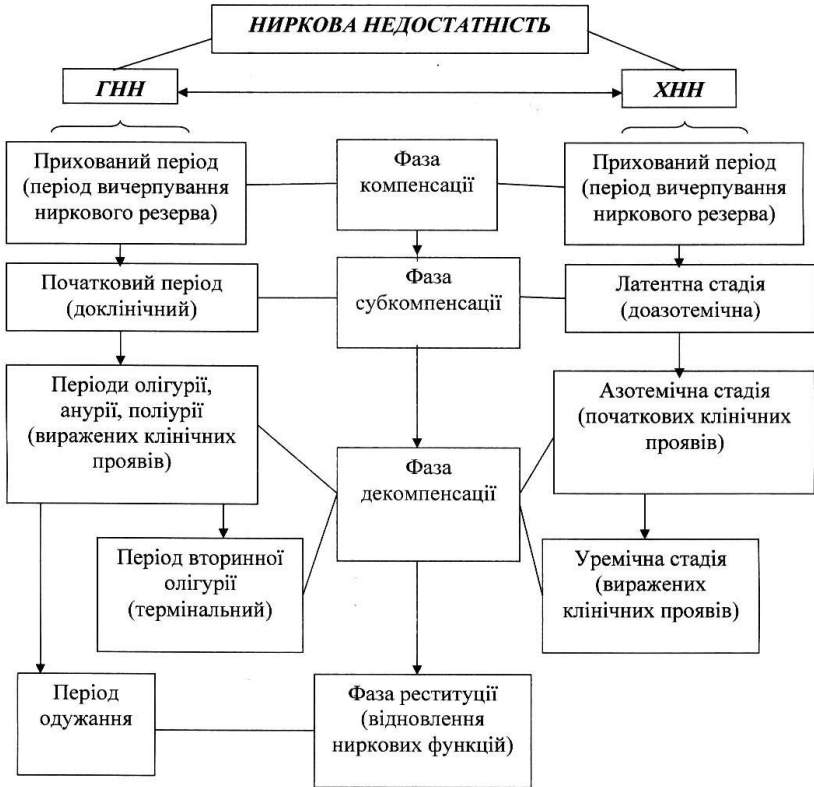 НИРКОВА НЕДОСТАТНІСТЬ
ГНН
ХНН
Прихований період
(період вичерпування
ниркового резерва)
Фаза
компенсації
Прихований період
(період вичерпування
ниркового резерва)
Початковий період
(доклінічний)
Фаза
субкомпенсації
Латентна стадія
(доазотемічна)
Періоди олігурії,
анурії, поліурії
(виражених клінічних
проявів)
Фаза
декомпенсації
Азотемічна стадія
(початкових клінічних
проявів)
Період вторинної
олігурії
(термінальний)
Уремічна стадія
(виражених
клінічних проявів)
Період
одужання
Фаза реституції
(відновлення
ниркових функцій)